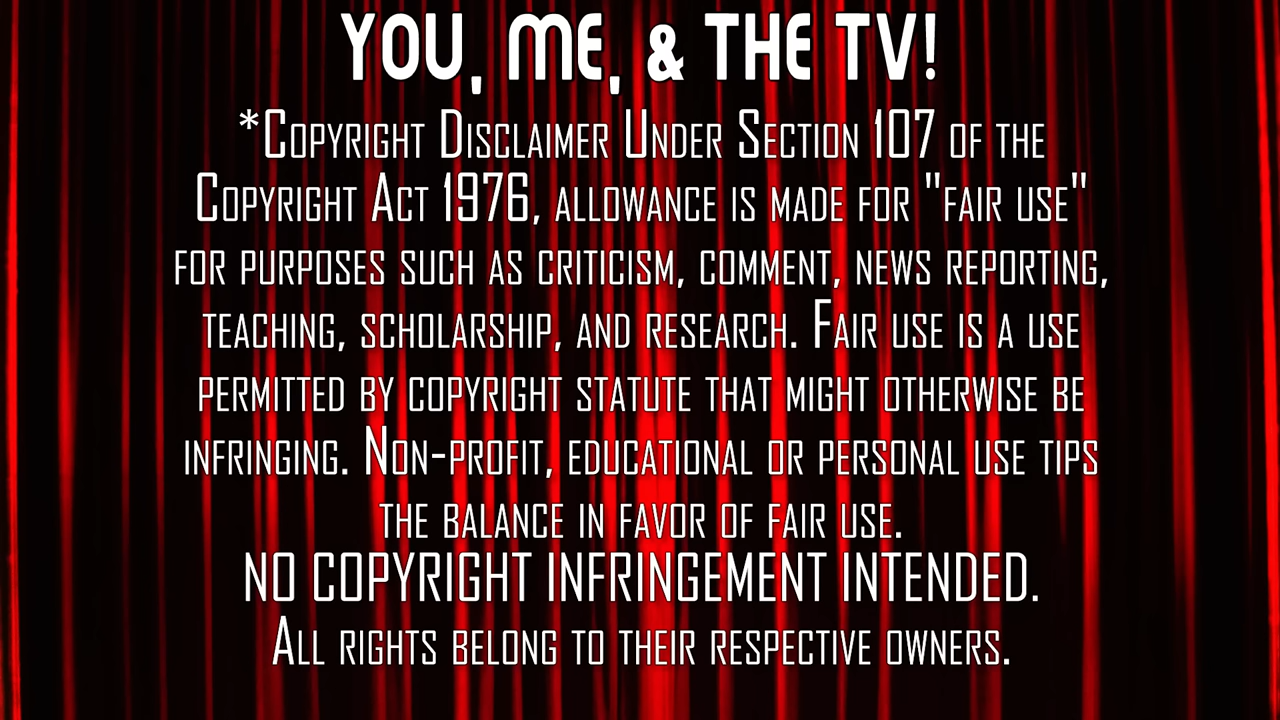 YOU, ME, & THE TV!
*Copyright Disclaimer Under Section 107 of the
Copyright Act 1976, allowance is made for "fair use"
for purposes such as criticism, comment, news reporting,
teaching, scholarship, and research. Fair use is a use
permitted by copyright statute that might otherwise be
infringing. Non-profit, educational or personal use tips
the balance in favor of fair use.
NO COPYRIGHT INFRINGEMENT INTENDED.
All rights belong to their respective owners.